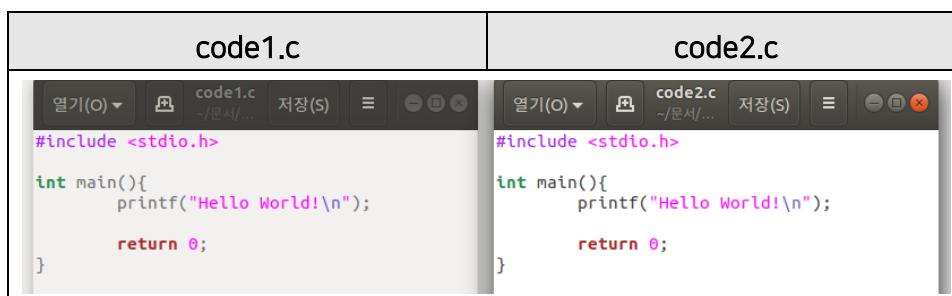 code1.c
code2.c
열기(O)
code1.c
~/문서/...
저장(S)
열기(O)
code2.c
~/문서/...
저장(S)
#include <stdio.h>
int main(){
printf("Hello World!\n");
return 0;
}
#include <stdio.h>
int main(){
printf("Hello World!\n");
return 0;
}